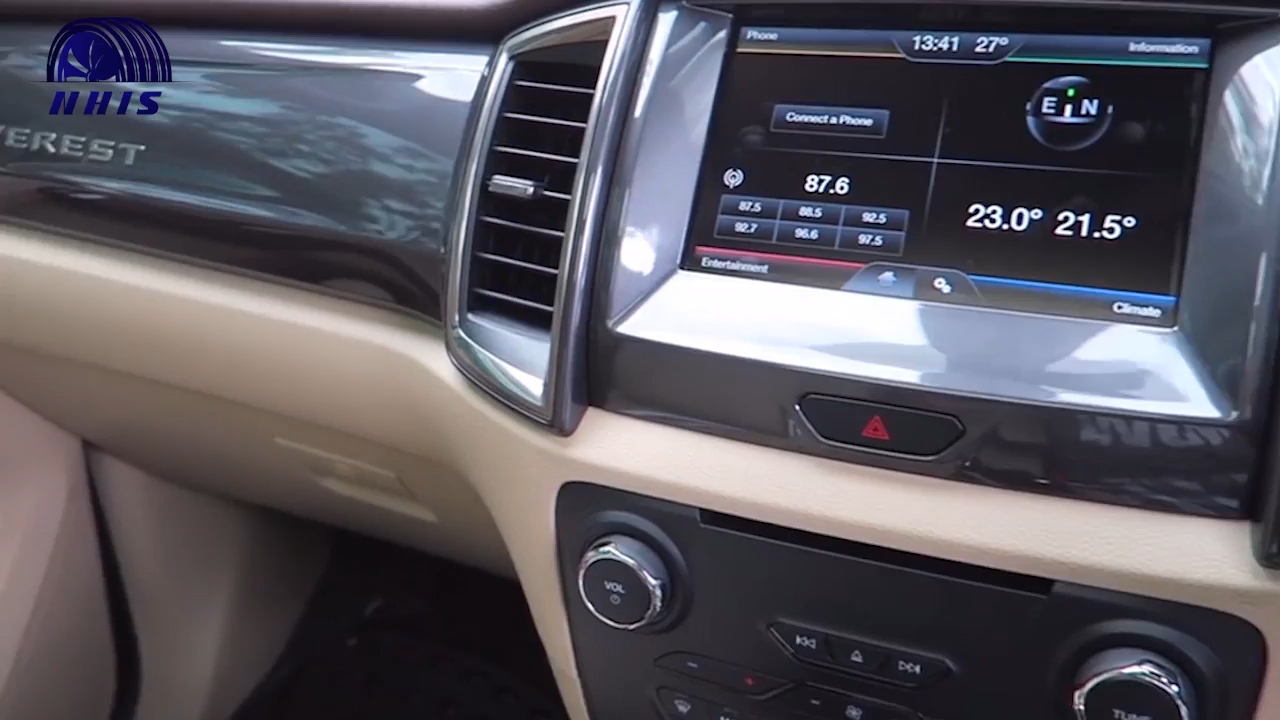 NHIS
VEREST
Phone 13:41 27° Information
Connect a Phone
E N
87.6
87.5 88.5 92.5
92.7 96.6 97.5
23.0° 21.5°
Entertainment
Climate
VOL